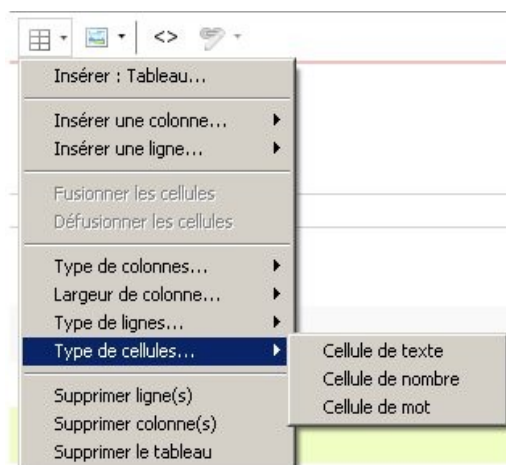 <>
Insérer : Tableau...
Insérer une colonne...
Insérer une ligne...
Fusionner les cellules
Défusionner les cellules
Type de colonnes...
Largeur de colonne...
Type de lignes...
Type de cellules...
Cellule de texte
Cellule de nombre
Cellule de mot
Supprimer ligne(s)
Supprimer colonne(s)
Supprimer le tableau